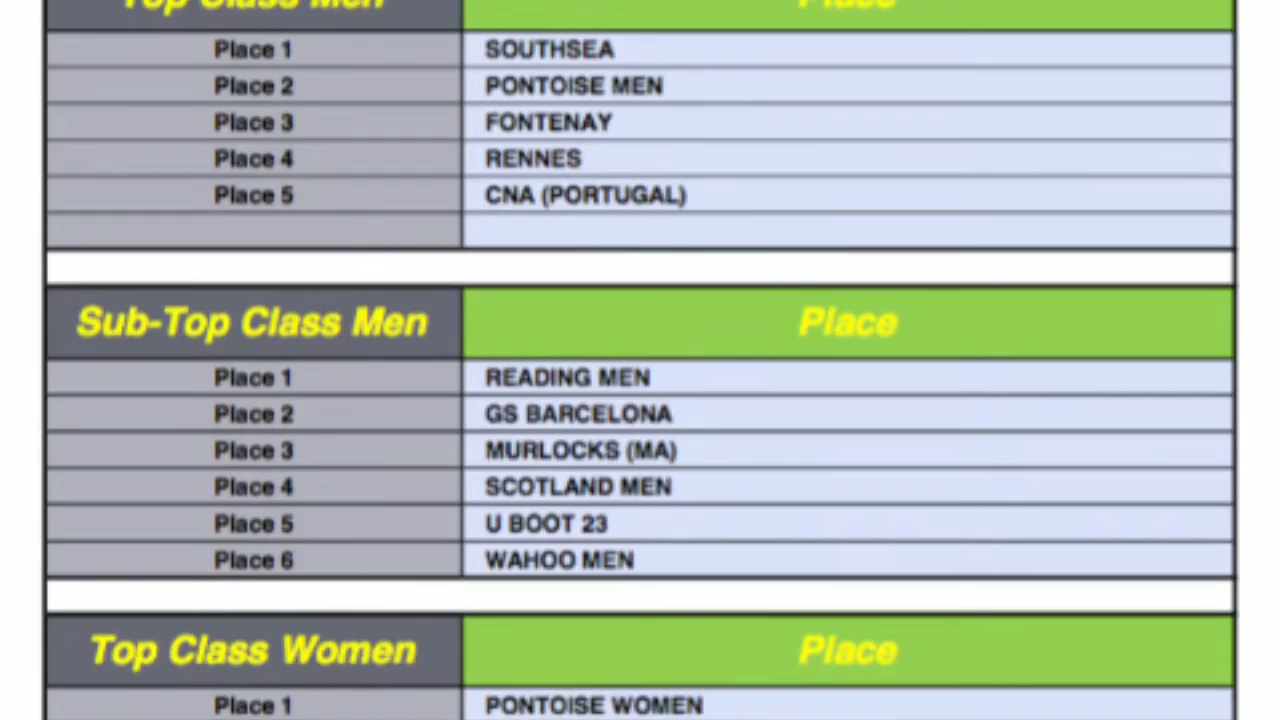 Top Class Men Place
Place 1 SOUTHSEA
Place 2 PONTOISE MEN
Place 3 FONTENAY
Place 4 RENNES
Place 5 CNA (PORTUGAL)
Sub-Top Class Men Place
Place 1 READING MEN
Place 2 GS BARCELONA
Place 3 MURLOCKS (MA)
Place 4 SCOTLAND MEN
Place 5 U BOOT 23
Place 6 WAHOO MEN
Top Class Women Place
Place 1 PONTOISE WOMEN